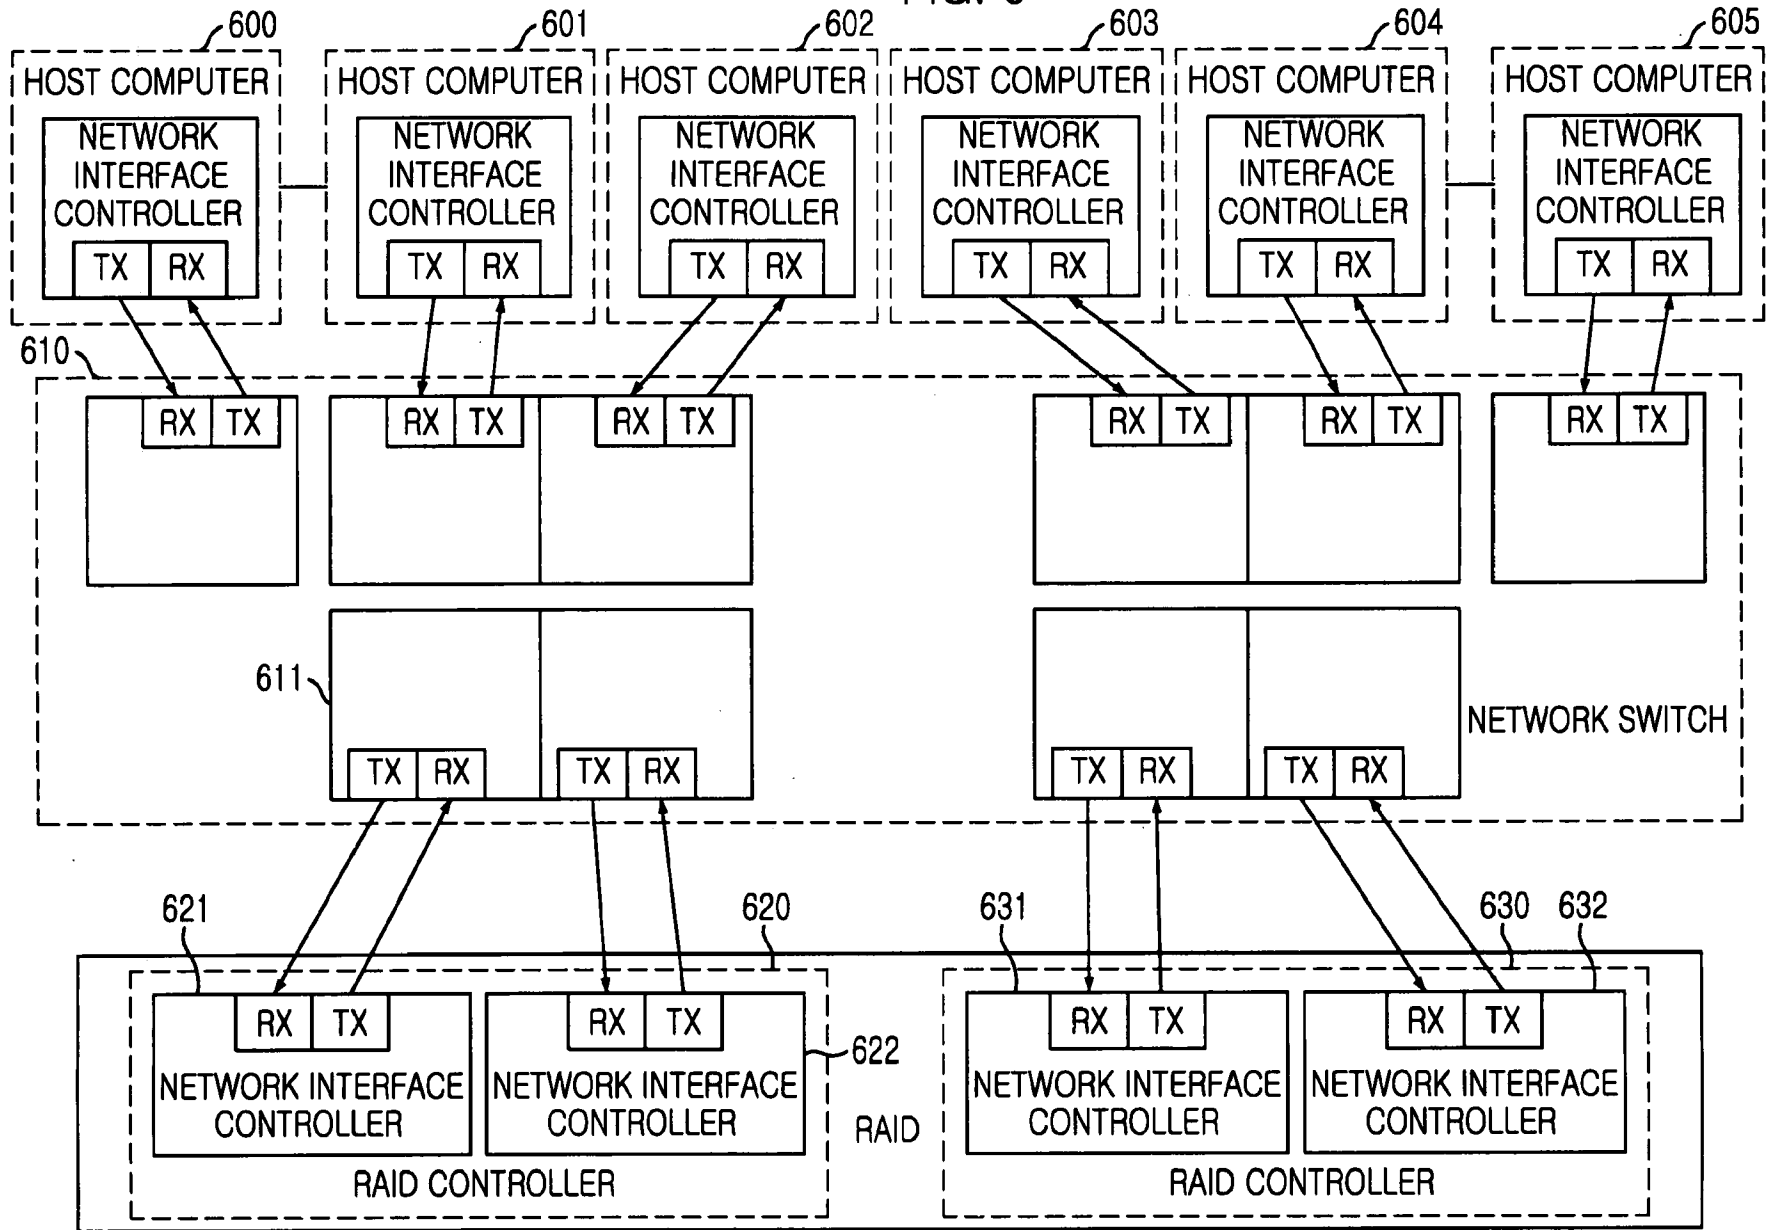 600
601
602
603
604
605
HOST COMPUTER
HOST COMPUTER
HOST COMPUTER
HOST COMPUTER
HOST COMPUTER
HOST COMPUTER
NETWORK
INTERFACE
CONTROLLER
NETWORK
INTERFACE
CONTROLLER
NETWORK
INTERFACE
CONTROLLER
NETWORK
INTERFACE
CONTROLLER
NETWORK
INTERFACE
CONTROLLER
NETWORK
INTERFACE
CONTROLLER
TX RX
TX RX
TX RX
TX RX
TX RX
TX RX
610
RX TX
RX TX
RX TX
RX TX
RX TX
RX TX
611
NETWORK SWITCH
TX RX
TX RX
TX RX
TX RX
621
620
631
630
632
RX TX
RX TX
RX TX
RX TX
622
NETWORK INTERFACE
CONTROLLER
NETWORK INTERFACE
CONTROLLER
RAID
NETWORK INTERFACE
CONTROLLER
NETWORK INTERFACE
CONTROLLER
RAID CONTROLLER
RAID CONTROLLER